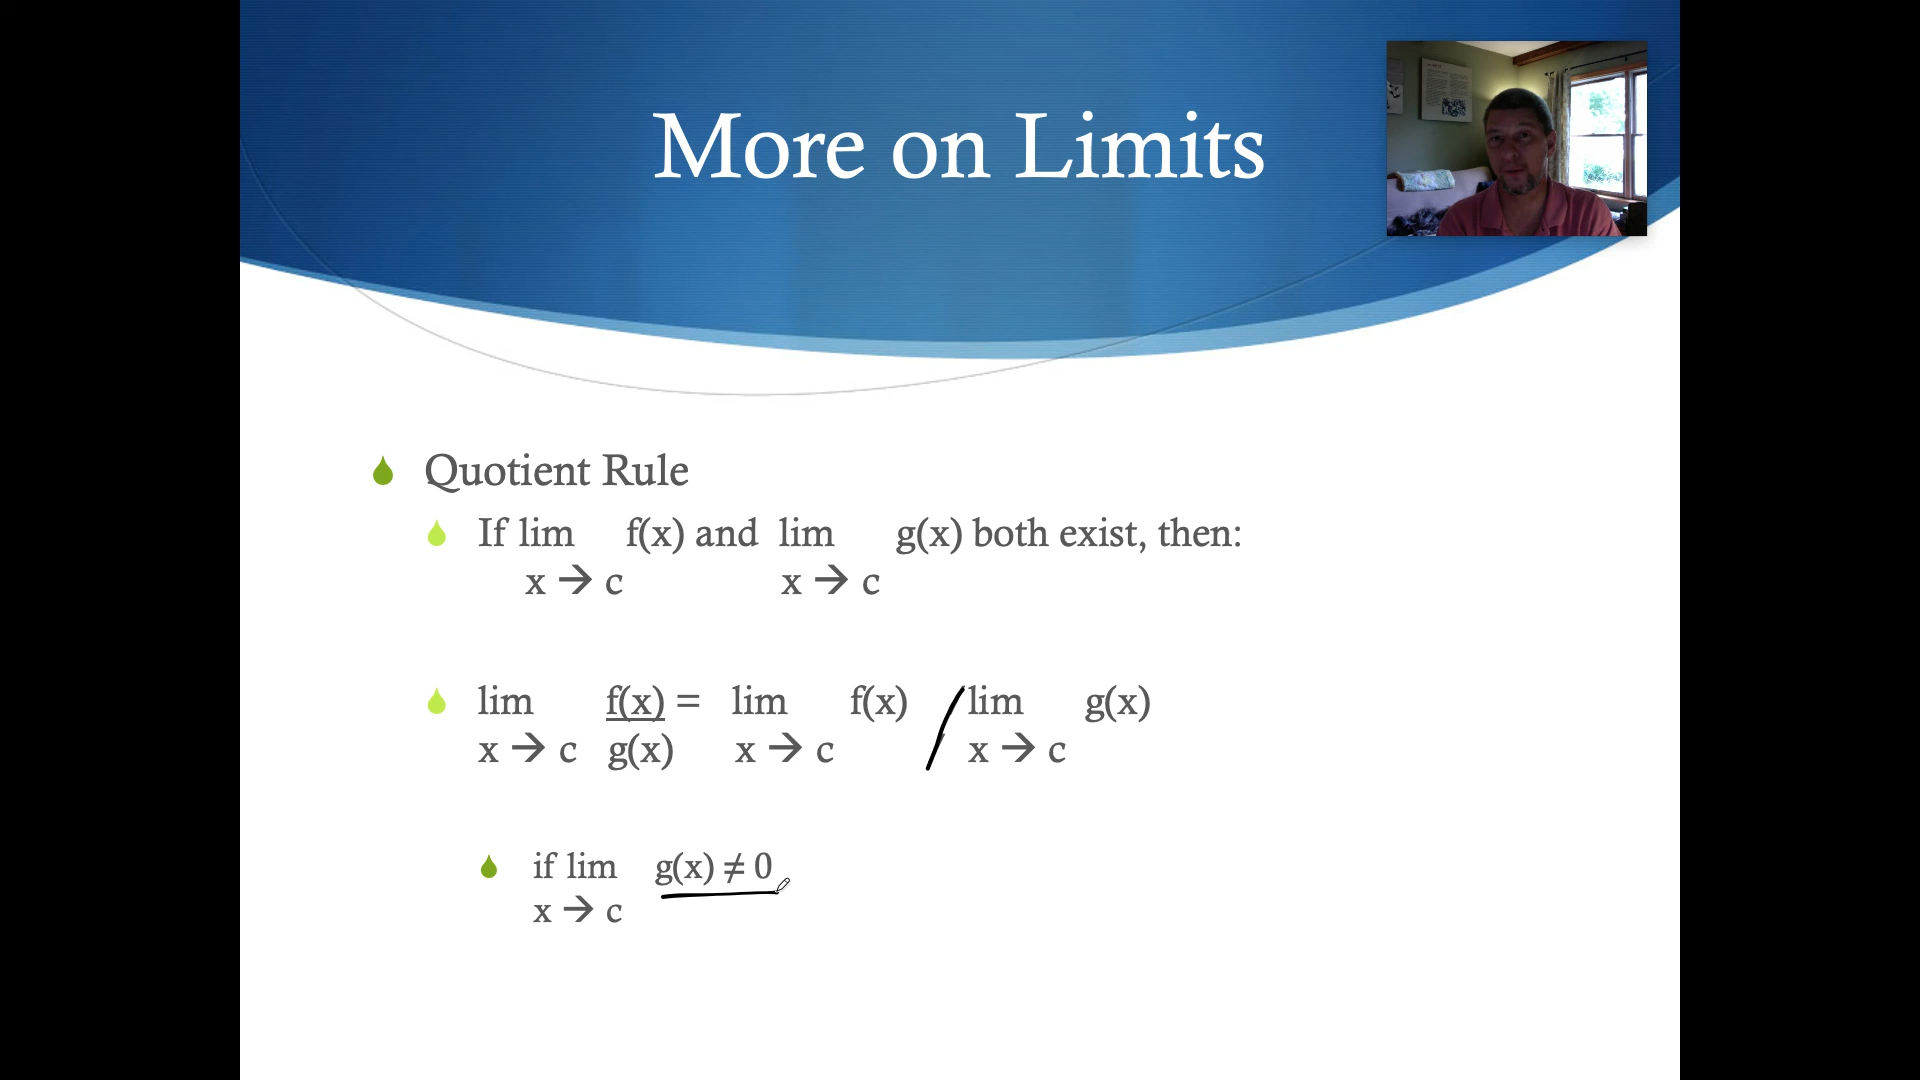 More on Limits
Quotient Rule
If lim f(x) and lim g(x) both exist, then:
x → c x → c
lim f(x) = lim f(x) / lim g(x)
x → c g(x) x → c x → c
if lim g(x) ≠ 0
x → c